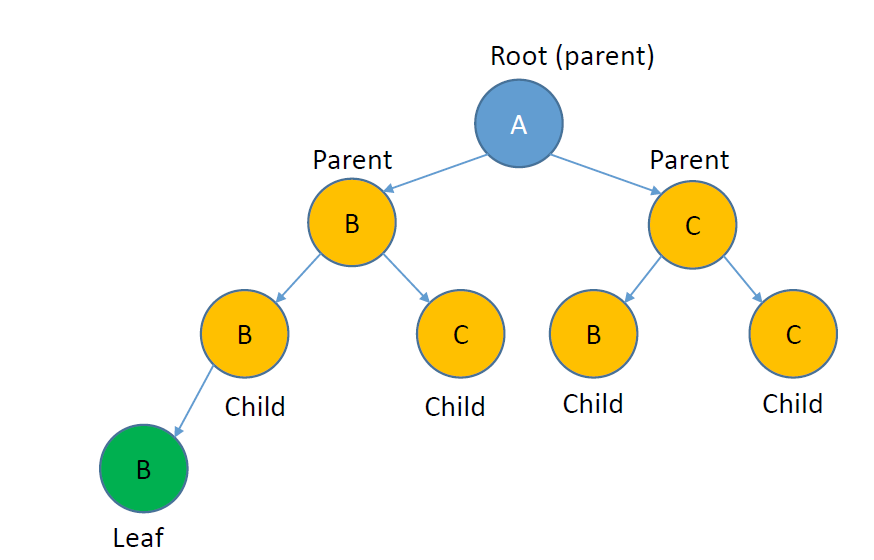 Root (parent)
A
Parent
Parent
B
C
B
C
B
C
Child
Child
Child
Child
B
Leaf